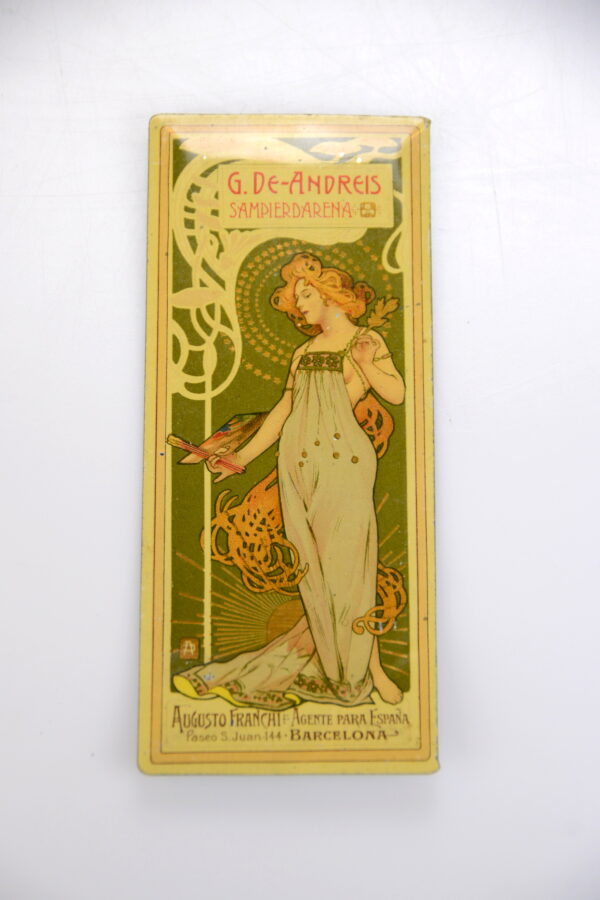 G. DE-ANDREIS
SAMPIERDARENA
AUGUSTO FRANCHI AGENTE PARA ESPAÑA
Paseo S. Juan·144·BARCELONA